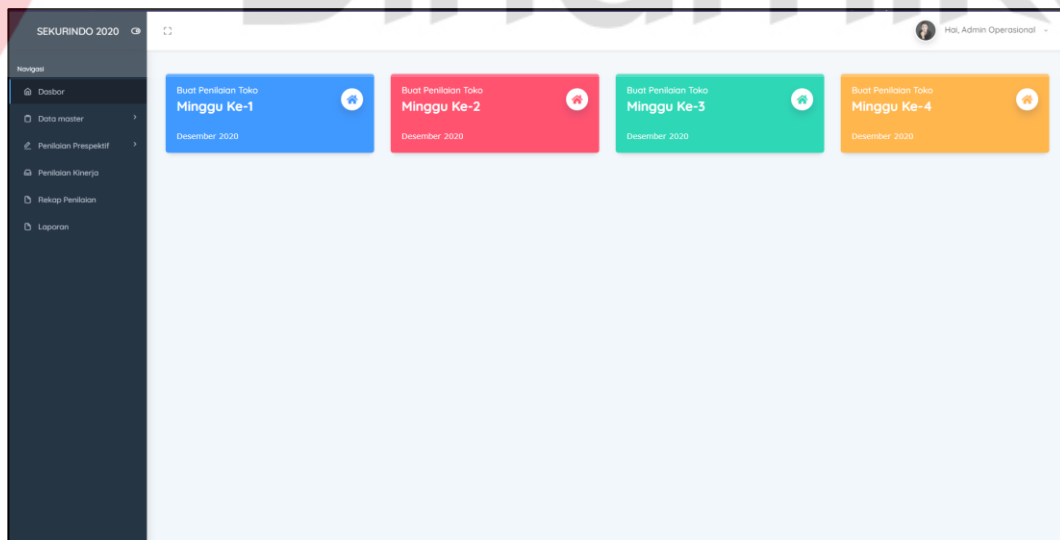 SEKURINDO 2020
Hai, Admin Operasional
Navigasi
Dasbor
Data master
Penilaian Prespektif
Penilaian Kinerja
Rekap Penilaian
Laporan
Buat Penilaian Toko
Minggu Ke-1
Desember 2020
Buat Penilaian Toko
Minggu Ke-2
Desember 2020
Buat Penilaian Toko
Minggu Ke-3
Desember 2020
Buat Penilaian Toko
Minggu Ke-4
Desember 2020